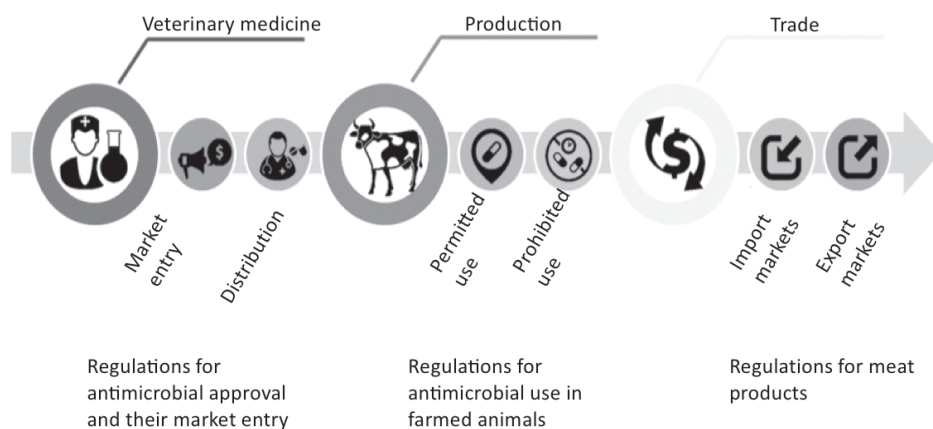 Veterinary medicine
Production
Trade
Market
entry
Distribution
Permitted
use
Prohibited
use
Import
markets
Export
markets
Regulations for
antimicrobial approval
and their market entry
Regulations for
antimicrobial use in
farmed animals
Regulations for meat
products